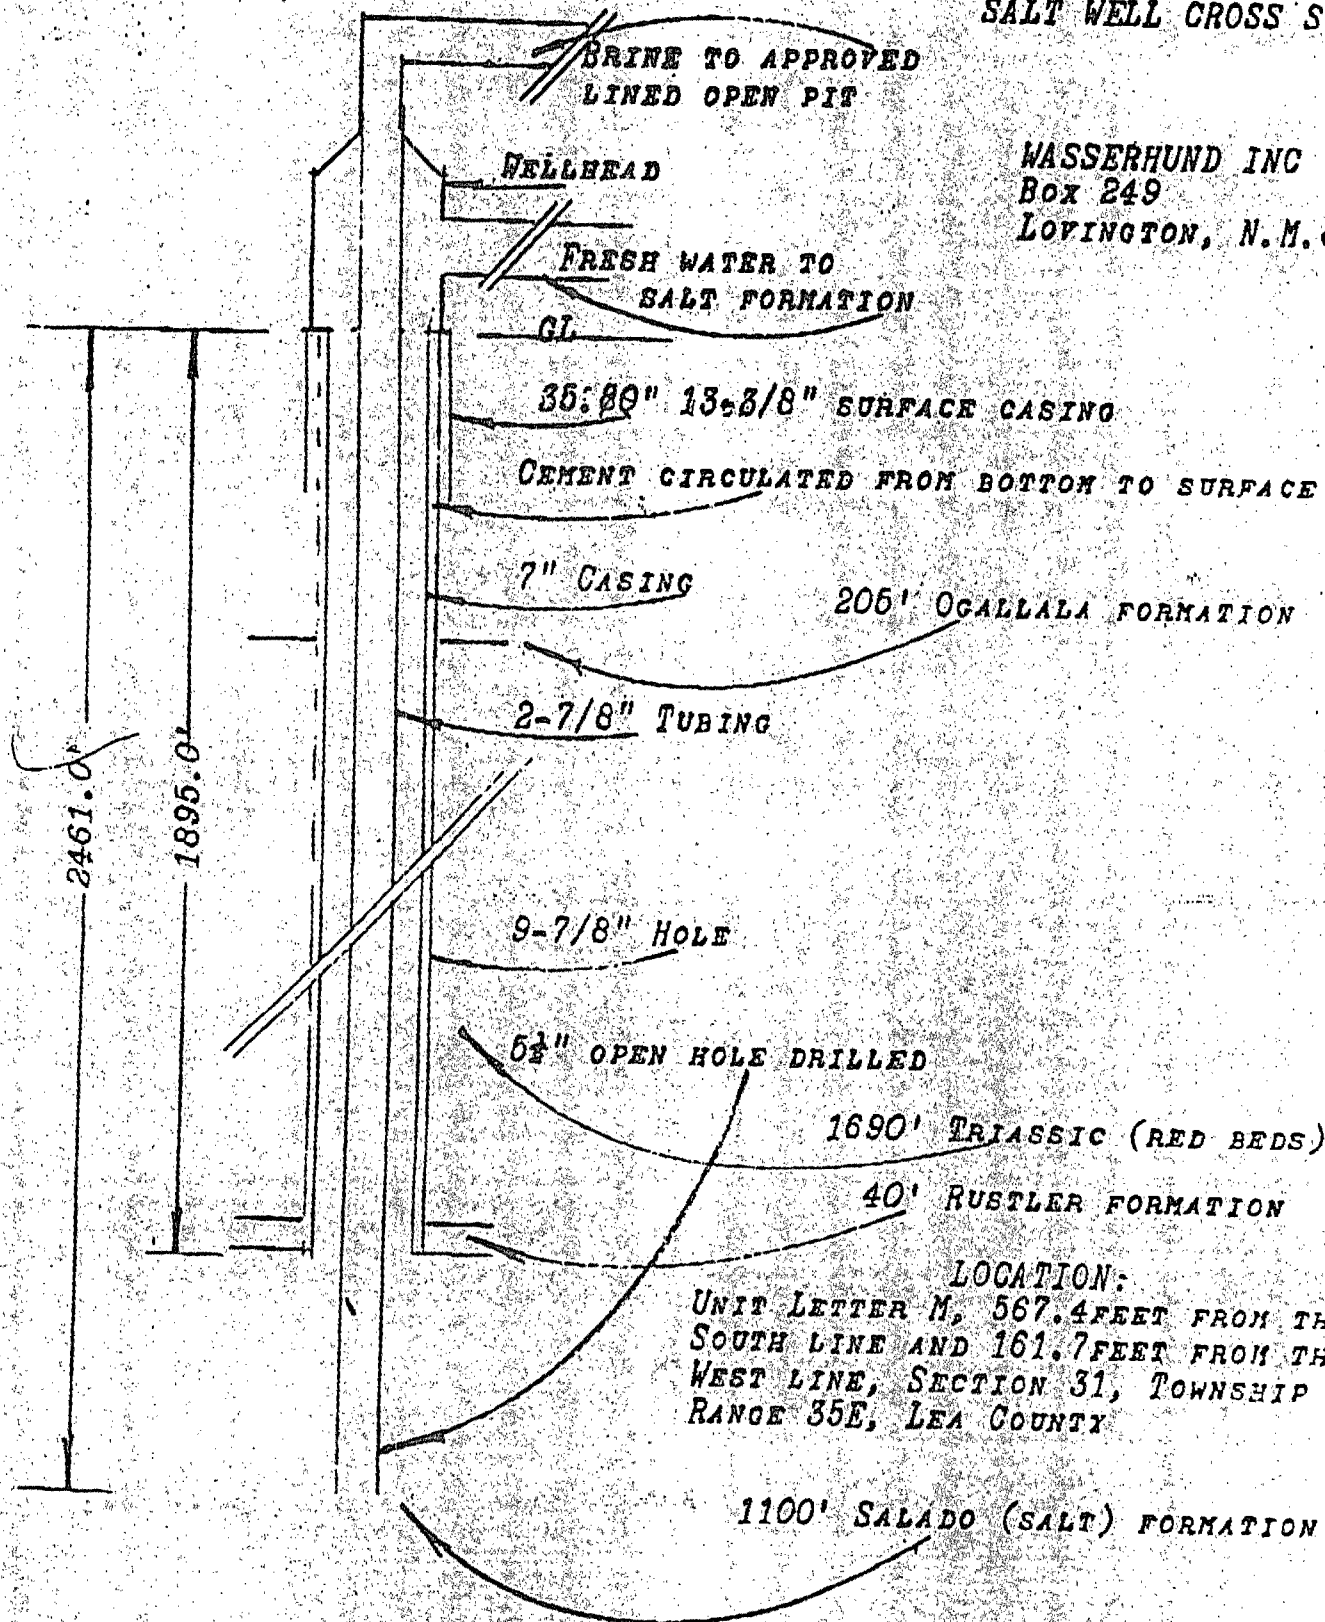 SALT WELL CROSS S
BRINE TO APPROVED
LINED OPEN PIT
WELLHEAD
WASSERHUND INC
BOX 249
LOVINGTON, N.M.
FRESH WATER TO
SALT FORMATION
GL
13-3/8" SURFACE CASING
CEMENT CIRCULATED FROM BOTTOM TO SURFACE
7" CASING
205' OGALLALA FORMATION
2-7/8" TUBING
2461.0'
1895.0'
9-7/8" HOLE
OPEN HOLE DRILLED
1690' TRIASSIC (RED BEDS)
40' RUSTLER FORMATION
LOCATION:
UNIT LETTER M, 567.4FEET FROM TH
SOUTH LINE AND 161.7FEET FROM TH
WEST LINE, SECTION 31, TOWNSHIP
RANGE 35E, LEA COUNTY
1100' SALADO (SALT) FORMATION